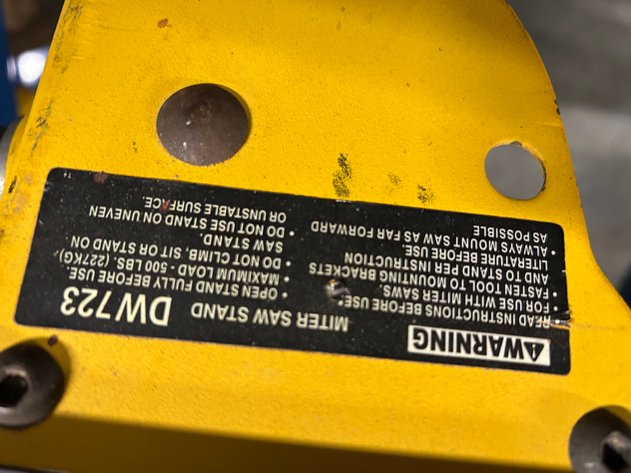 ⚠WARNING
READ INSTRUCTIONS BEFORE USE:
• FOR USE WITH MITER SAWS.
• FASTEN TOOL TO MOUNTING BRACKETS
AND TO STAND PER INSTRUCTION
LITERATURE BEFORE USE.
• ALWAYS MOUNT SAW AS FAR FORWARD
AS POSSIBLE
MITER SAW STAND DW723
• OPEN STAND FULLY BEFORE USE.
• MAXIMUM LOAD- 500 LBS. (227KG)
• DO NOT CLIMB, SIT OR STAND ON
SAW STAND.
• DO NOT USE STAND ON UNEVEN
OR UNSTABLE SURFACE.